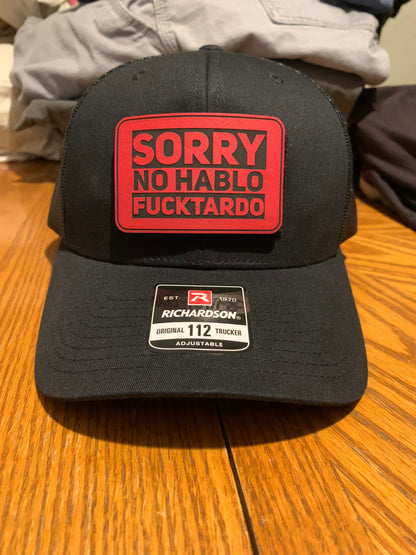 SORRY
NO HABLO
FUCKTARDO
EST. R 1970
RICHARDSON®
ORIGINAL 112 TRUCKER
ADJUSTABLE